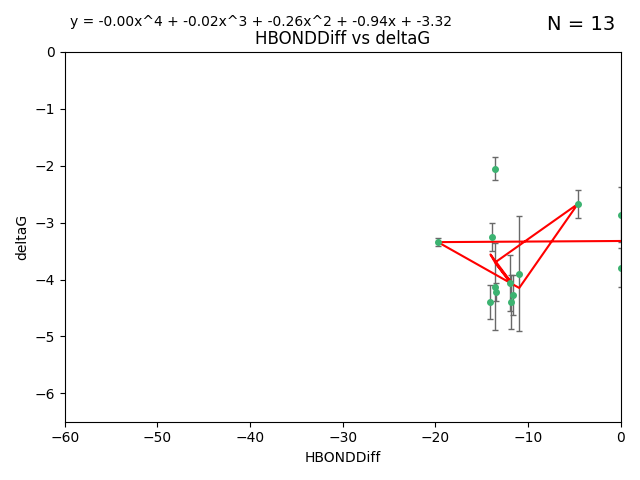 y = -0.00x^4 + -0.02x^3 + -0.26x^2 + -0.94x + -3.32
N = 13
HBONDDiff vs deltaG
0
−1
−2
−3
−4
−5
−6
deltaG
−60 −50 −40 −30 −20 −10 0
HBONDDiff